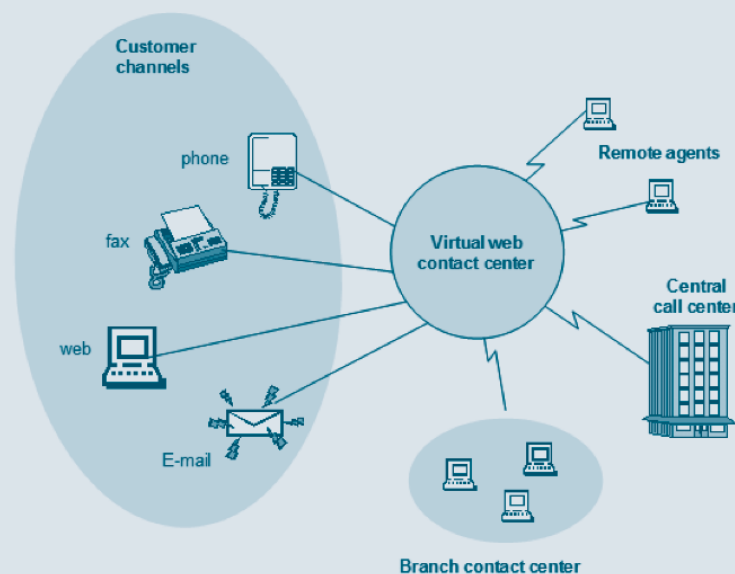 Customer
channels
phone
fax
web
E-mail
Virtual web
contact center
Remote agents
Central
call center
Branch contact center